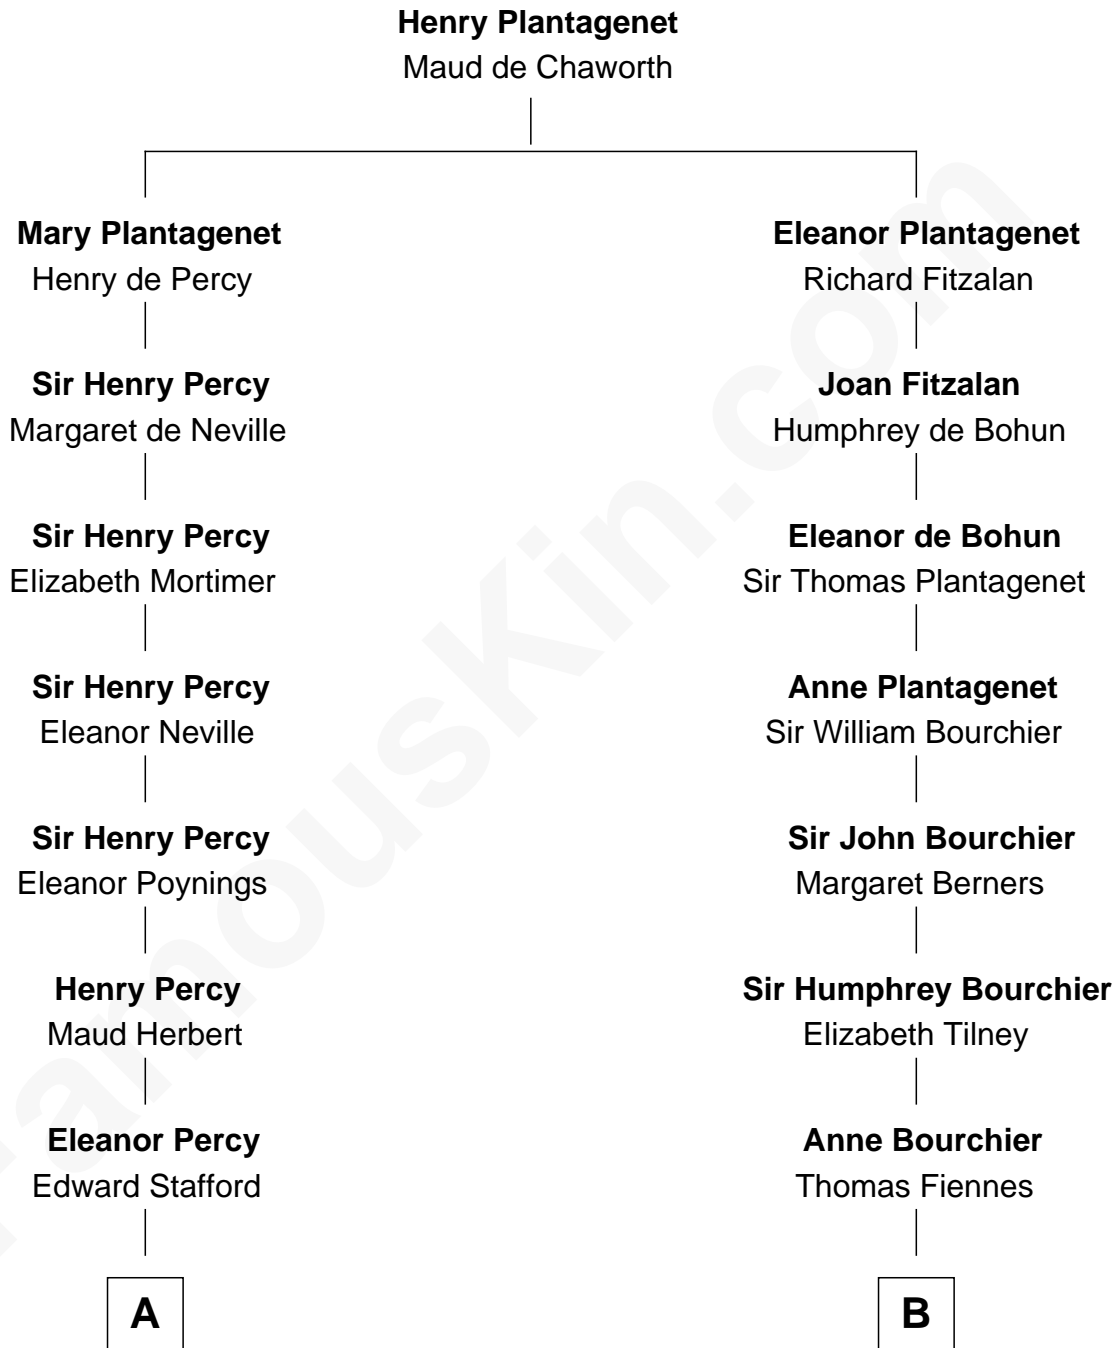 Henry Plantagenet
Maud de Chaworth
Mary Plantagenet
Henry de Percy
Eleanor Plantagenet
Richard Fitzalan
Sir Henry Percy
Margaret de Neville
Joan Fitzalan
Humphrey de Bohun
Sir Henry Percy
Elizabeth Mortimer
Eleanor de Bohun
Sir Thomas Plantagenet
Sir Henry Percy
Eleanor Neville
Anne Plantagenet
Sir William Bourchier
Sir Henry Percy
Eleanor Poynings
Sir John Bourchier
Margaret Berners
Henry Percy
Maud Herbert
Sir Humphrey Bourchier
Elizabeth Tilney
Eleanor Percy
Edward Stafford
Anne Bourchier
Thomas Fiennes
A
B
FamousKin.com